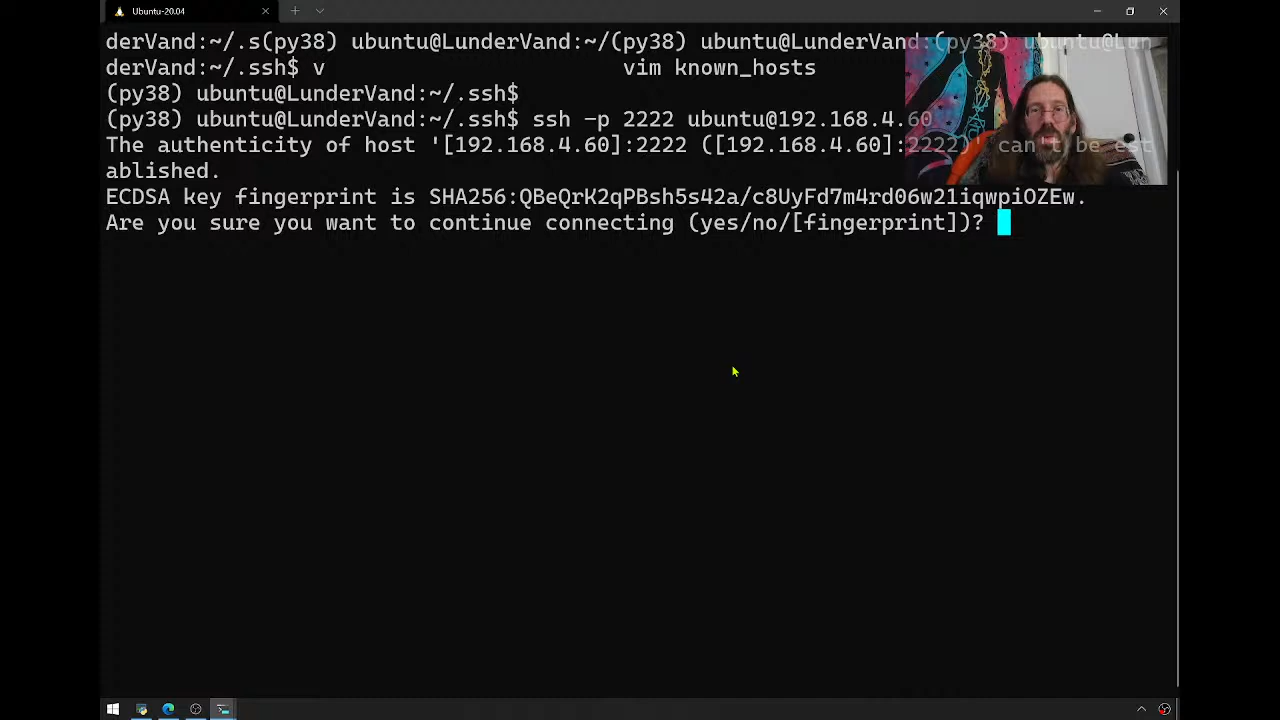 Ubuntu-20.04
derVand:~/.s(py38) ubuntu@LunderVand:~/(py38) ubuntu@LunderVand:(py38) ubuntu@Lun
derVand:~/.ssh$ v                       vim known_hosts
(py38) ubuntu@LunderVand:~/.ssh$
(py38) ubuntu@LunderVand:~/.ssh$ ssh -p 2222 ubuntu@192.168.4.60
The authenticity of host '[192.168.4.60]:2222 ([192.168.4.60]:2222)' can't be est
ablished.
ECDSA key fingerprint is SHA256:QBeQrK2qPBsh5s42a/c8UyFd7m4rd06w21iqwpiOZEw.
Are you sure you want to continue connecting (yes/no/[fingerprint])?